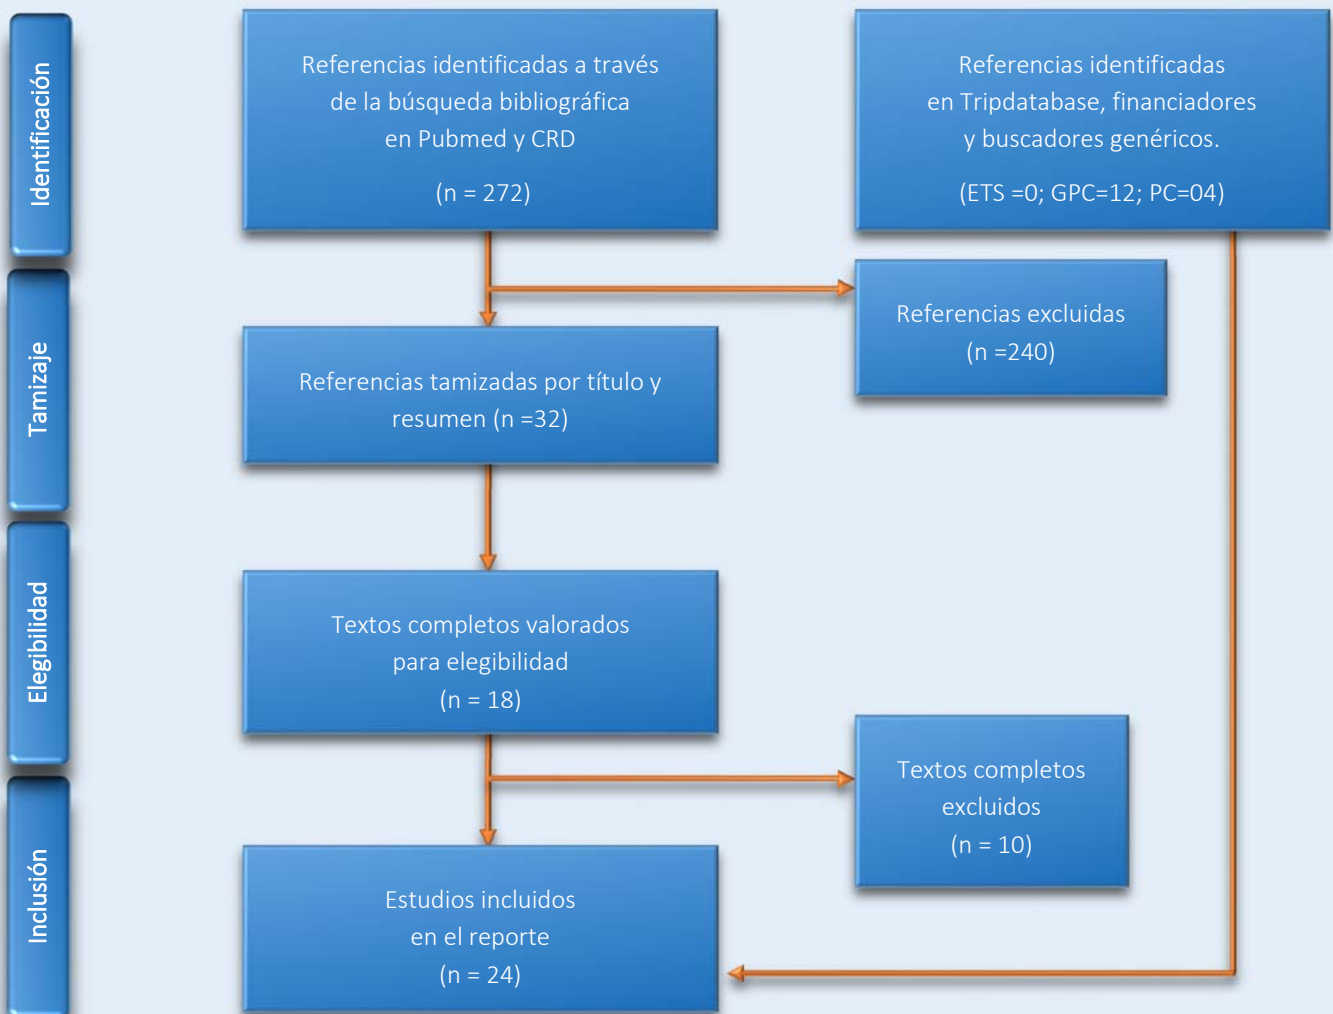 Identificación
Referencias identificadas a través
de la búsqueda bibliográfica
en Pubmed y CRD
(n = 272)
Referencias identificadas
en Tripdatabase, financiadores
y buscadores genéricos.
(ETS =0; GPC=12; PC=04)
Tamizaje
Referencias excluidas
(n =240)
Referencias tamizadas por título y
resumen (n =32)
Elegibilidad
Textos completos valorados
para elegibilidad
(n = 18)
Textos completos
excluidos
(n = 10)
Inclusión
Estudios incluidos
en el reporte
(n = 24)